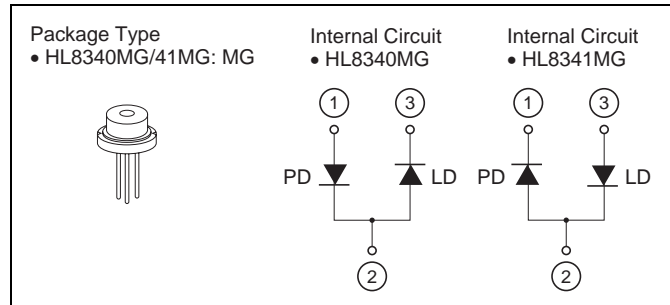 Package Type
• HL8340MG/41MG: MG
Internal Circuit
• HL8340MG
1 3
PD LD
2
Internal Circuit
• HL8341MG
1 3
PD LD
2